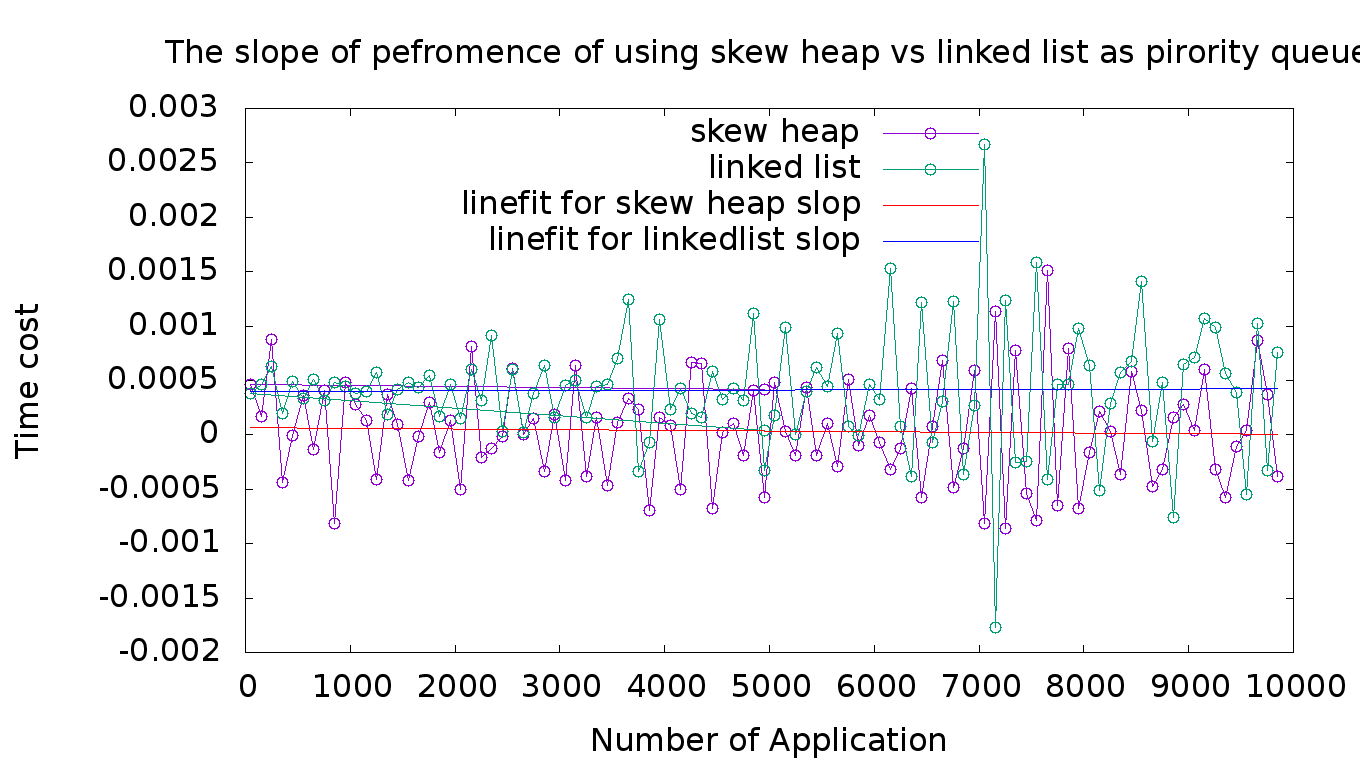 The slope of pefromence of using skew heap vs linked list as pirority queue
0.003
0.0025
0.002
0.0015
0.001
0.0005
0
-0.0005
-0.001
-0.0015
-0.002
Time cost
skew heap
linked list
linefit for skew heap slop
linefit for linkedlist slop
0 1000 2000 3000 4000 5000 6000 7000 8000 9000 10000
Number of Application